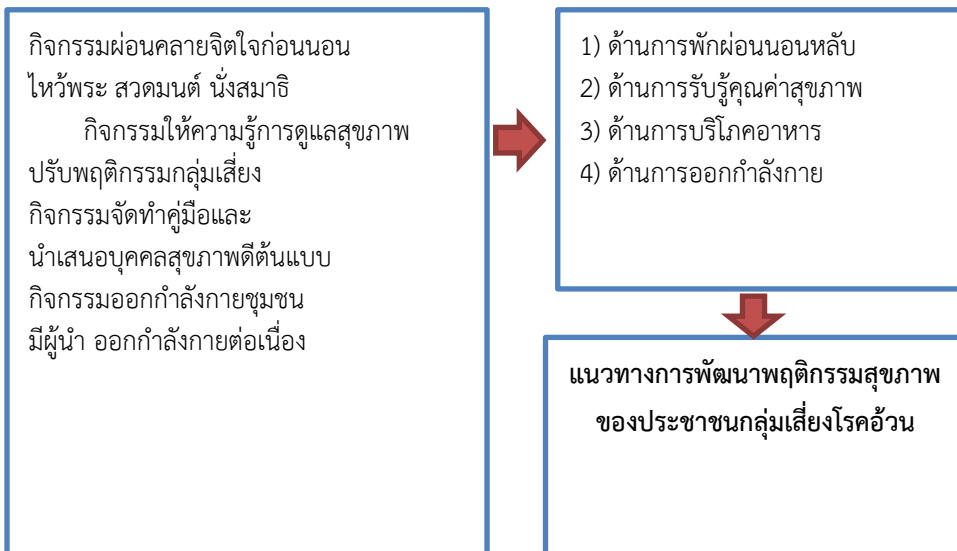 กิจกรรมผ่อนคลายจิตใจก่อนนอน
ไหว้พระ สวดมนต์ นั่งสมาธิ
กิจกรรมให้ความรู้การดูแลสุขภาพ
ปรับพฤติกรรมกลุ่มเสี่ยง
กิจกรรมจัดทำคู่มือและ
นำเสนอบุคคลสุขภาพดีต้นแบบ
กิจกรรมออกกำลังกายชุมชน
มีผู้นำ ออกกำลังกายต่อเนื่อง
1) ด้านการพักผ่อนนอนหลับ
2) ด้านการรับรู้คุณค่าสุขภาพ
3) ด้านการบริโภคอาหาร
4) ด้านการออกกำลังกาย
แนวทางการพัฒนาพฤติกรรมสุขภาพ
ของประชาชนกลุ่มเสี่ยงโรคอ้วน